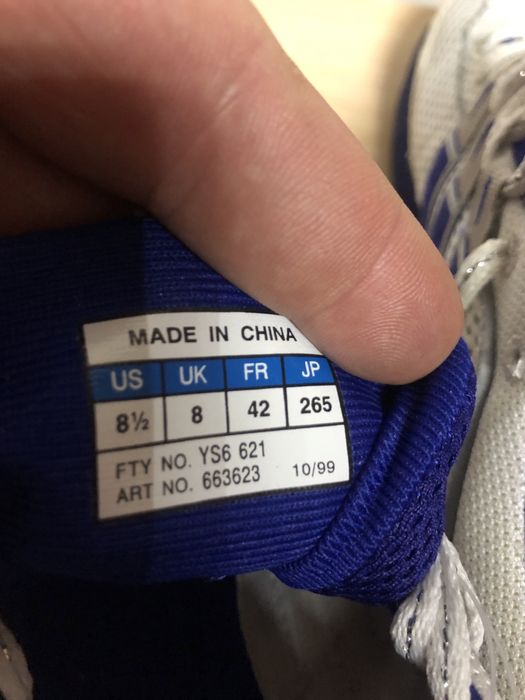 MADE IN CHINA
US UK FR JP
8½ 8 42 265
FTY NO. YS6 621
ART NO. 663623 10/99